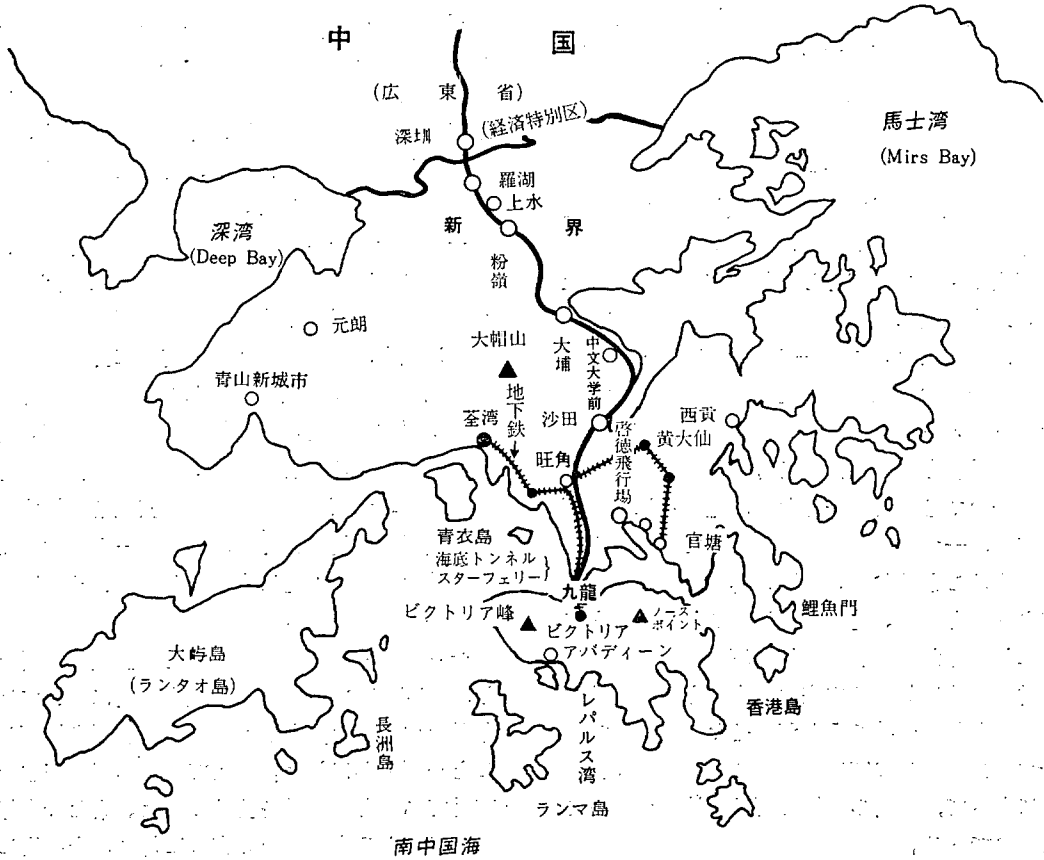 中国
(広東省)
(経済特別区)
深圳
馬士湾
(Mirs Bay)
羅湖
上水
深湾
(Deep Bay)
新界
粉嶺
元朗
大帽山
大埔
中文大学前
青山新城市
地下鉄
荃湾
沙田
西貢
黄大仙
旺角
啓徳飛行場
青衣島
海底トンネル
スターフェリー
官塘
九龍
ビクトリア峰
ノース・
ポイント
鯉魚門
ビクトリア
アバディーン
大嶼島
(ランタオ島)
香港島
長洲島
レパルス湾
ランマ島
南中国海